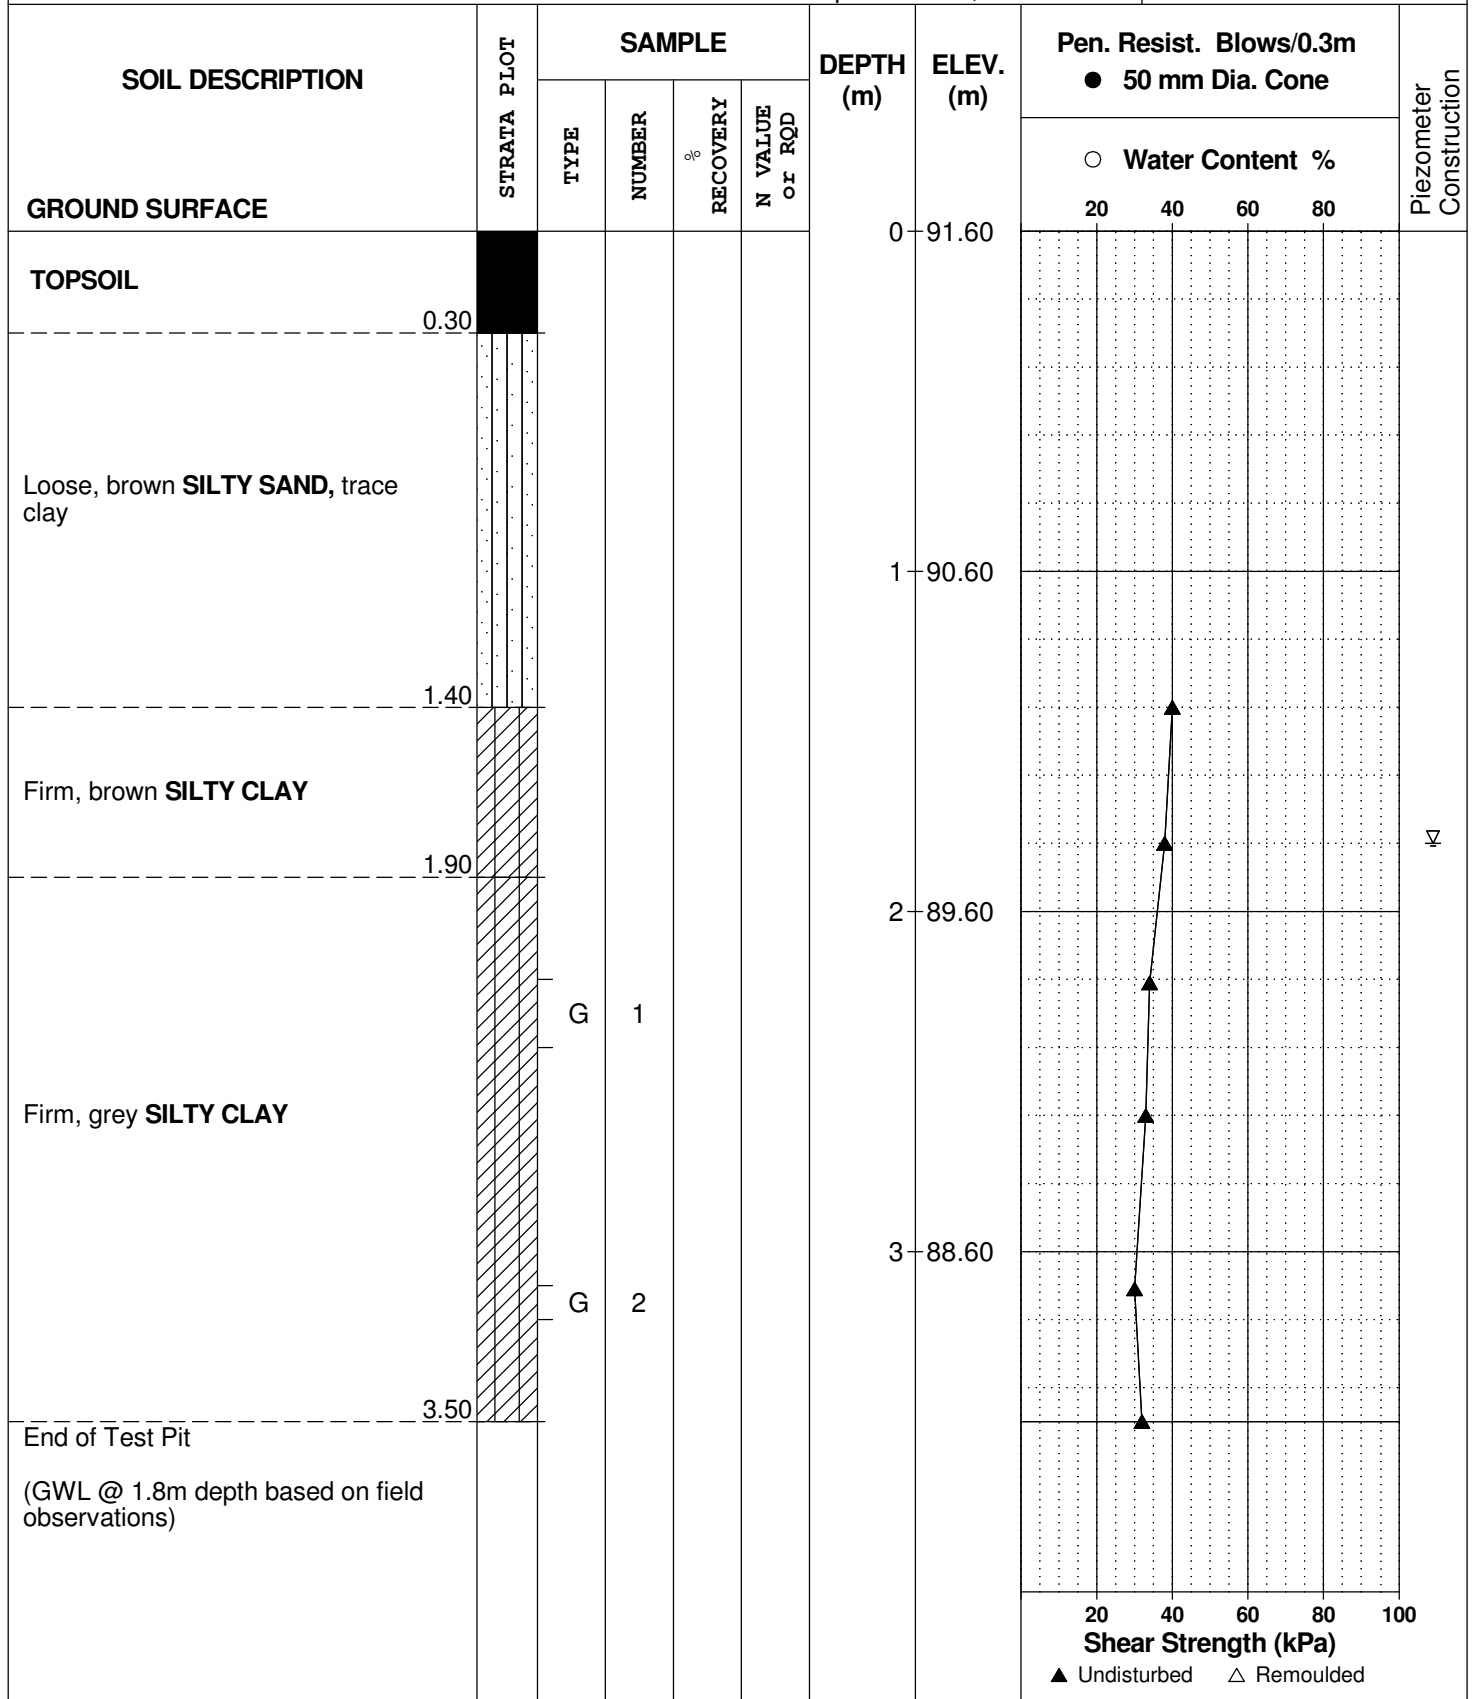 SOIL DESCRIPTION
GROUND SURFACE
STRATA PLOT
SAMPLE
TYPE
NUMBER
%
RECOVERY
N VALUE
or RQD
DEPTH
(m)
ELEV.
(m)
Pen. Resist. Blows/0.3m
● 50 mm Dia. Cone
○ Water Content %
20 40 60 80
Piezometer
Construction
0 91.60
TOPSOIL
0.30
Loose, brown SILTY SAND, trace
clay
1 90.60
1.40
Firm, brown SILTY CLAY
1.90
2 89.60
G 1
Firm, grey SILTY CLAY
3 88.60
G 2
3.50
End of Test Pit
(GWL @ 1.8m depth based on field
observations)
20 40 60 80 100
Shear Strength (kPa)
▲ Undisturbed △ Remoulded